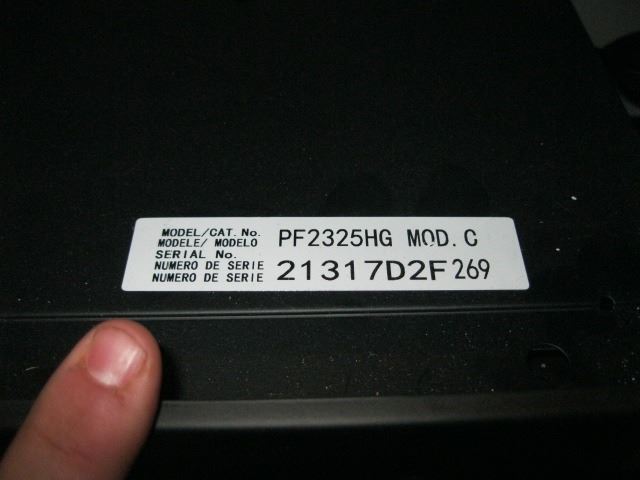 MODEL/CAT. No.
MODELE/ MODELO PF2325HG MOD. C
SERIAL No.
NUMERO DE SERIE 21317D2F269
NUMERO DE SERIE